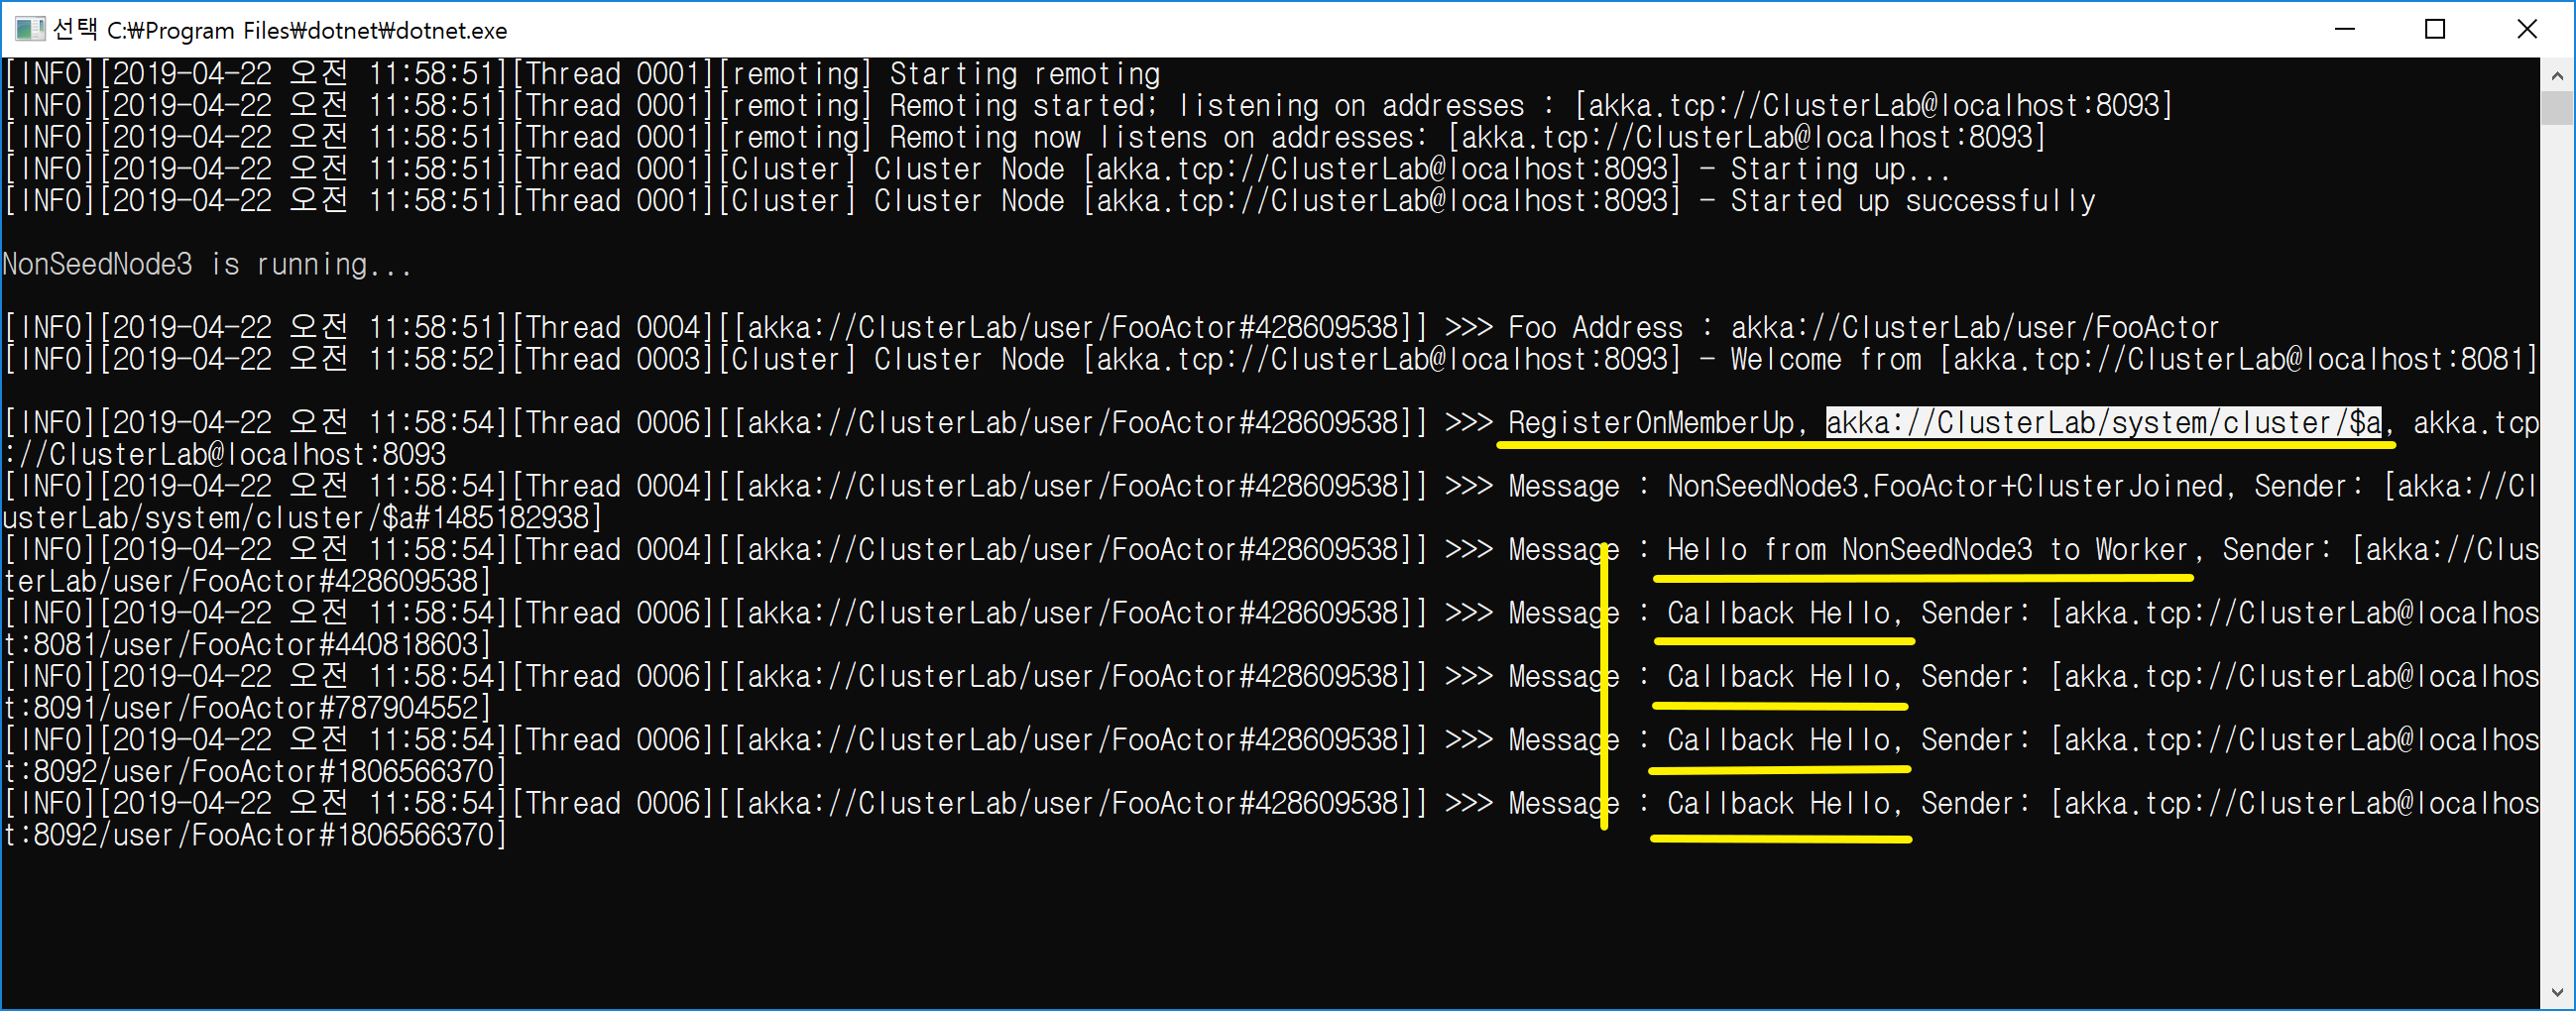 선택 C:₩Program Files₩dotnet₩dotnet.exe
[INFO][2019-04-22 오전 11:58:51][Thread 0001][remoting] Starting remoting
[INFO][2019-04-22 오전 11:58:51][Thread 0001][remoting] Remoting started; listening on addresses : [akka.tcp://ClusterLab@localhost:8093]
[INFO][2019-04-22 오전 11:58:51][Thread 0001][remoting] Remoting now listens on addresses: [akka.tcp://ClusterLab@localhost:8093]
[INFO][2019-04-22 오전 11:58:51][Thread 0001][Cluster] Cluster Node [akka.tcp://ClusterLab@localhost:8093] - Starting up...
[INFO][2019-04-22 오전 11:58:51][Thread 0001][Cluster] Cluster Node [akka.tcp://ClusterLab@localhost:8093] - Started up successfully
NonSeedNode3 is running...
[INFO][2019-04-22 오전 11:58:51][Thread 0004][[akka://ClusterLab/user/FooActor#428609538]] >>> Foo Address : akka://ClusterLab/user/FooActor
[INFO][2019-04-22 오전 11:58:52][Thread 0003][Cluster] Cluster Node [akka.tcp://ClusterLab@localhost:8093] - Welcome from [akka.tcp://ClusterLab@localhost:8081]
[INFO][2019-04-22 오전 11:58:54][Thread 0006][[akka://ClusterLab/user/FooActor#428609538]] >>> RegisterOnMemberUp, akka://ClusterLab/system/cluster/$a, akka.tcp
://ClusterLab@localhost:8093
[INFO][2019-04-22 오전 11:58:54][Thread 0004][[akka://ClusterLab/user/FooActor#428609538]] >>> Message : NonSeedNode3.FooActor+ClusterJoined, Sender: [akka://Cl
usterLab/system/cluster/$a#1485182938]
[INFO][2019-04-22 오전 11:58:54][Thread 0004][[akka://ClusterLab/user/FooActor#428609538]] >>> Message : Hello from NonSeedNode3 to Worker, Sender: [akka://Clus
terLab/user/FooActor#428609538]
[INFO][2019-04-22 오전 11:58:54][Thread 0006][[akka://ClusterLab/user/FooActor#428609538]] >>> Message : Callback Hello, Sender: [akka.tcp://ClusterLab@localhos
t:8081/user/FooActor#440818603]
[INFO][2019-04-22 오전 11:58:54][Thread 0006][[akka://ClusterLab/user/FooActor#428609538]] >>> Message : Callback Hello, Sender: [akka.tcp://ClusterLab@localhos
t:8091/user/FooActor#787904552]
[INFO][2019-04-22 오전 11:58:54][Thread 0006][[akka://ClusterLab/user/FooActor#428609538]] >>> Message : Callback Hello, Sender: [akka.tcp://ClusterLab@localhos
t:8092/user/FooActor#1806566370]
[INFO][2019-04-22 오전 11:58:54][Thread 0006][[akka://ClusterLab/user/FooActor#428609538]] >>> Message : Callback Hello, Sender: [akka.tcp://ClusterLab@localhos
t:8092/user/FooActor#1806566370]